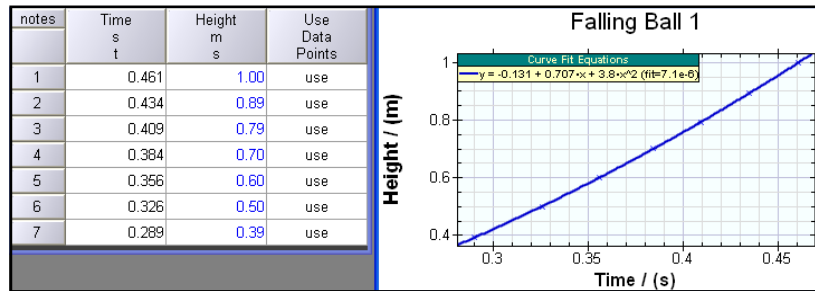 notes Time Height Use
s m Data
t s Points
1 0.461 1.00 use
2 0.434 0.89 use
3 0.409 0.79 use
4 0.384 0.70 use
5 0.356 0.60 use
6 0.326 0.50 use
7 0.289 0.39 use
Falling Ball 1
Curve Fit Equations
y = -0.131 + 0.707·x + 3.8·x^2 (fit=7.1e-6)
Height / (m)
1
0.8
0.6
0.4
0.3 0.35 0.4 0.45
Time / (s)